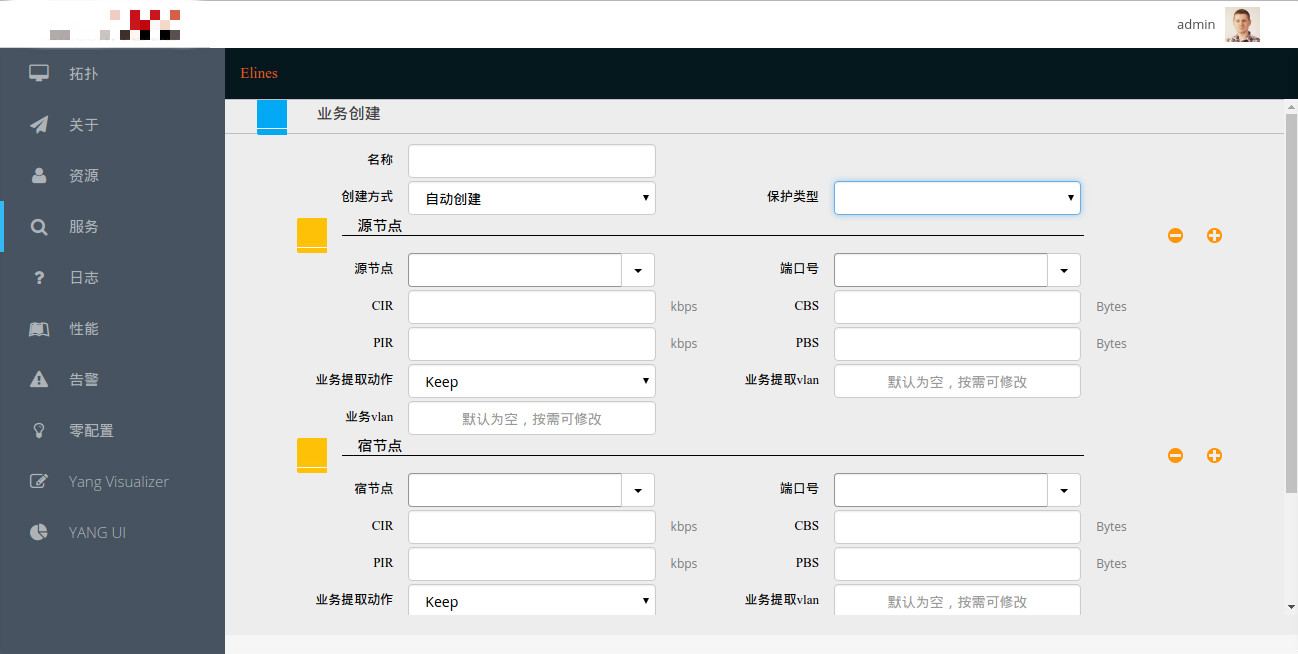 admin
拓扑
关于
资源
服务
日志
性能
告警
零配置
Yang Visualizer
YANG UI
Elines
业务创建
名称
创建方式 自动创建 保护类型
源节点
源节点 端口号
CIR kbps CBS Bytes
PIR kbps PBS Bytes
业务提取动作 Keep 业务提取vlan 默认为空，按需可修改
业务vlan 默认为空，按需可修改
宿节点
宿节点 端口号
CIR kbps CBS Bytes
PIR kbps PBS Bytes
业务提取动作 Keep 业务提取vlan 默认为空，按需可修改